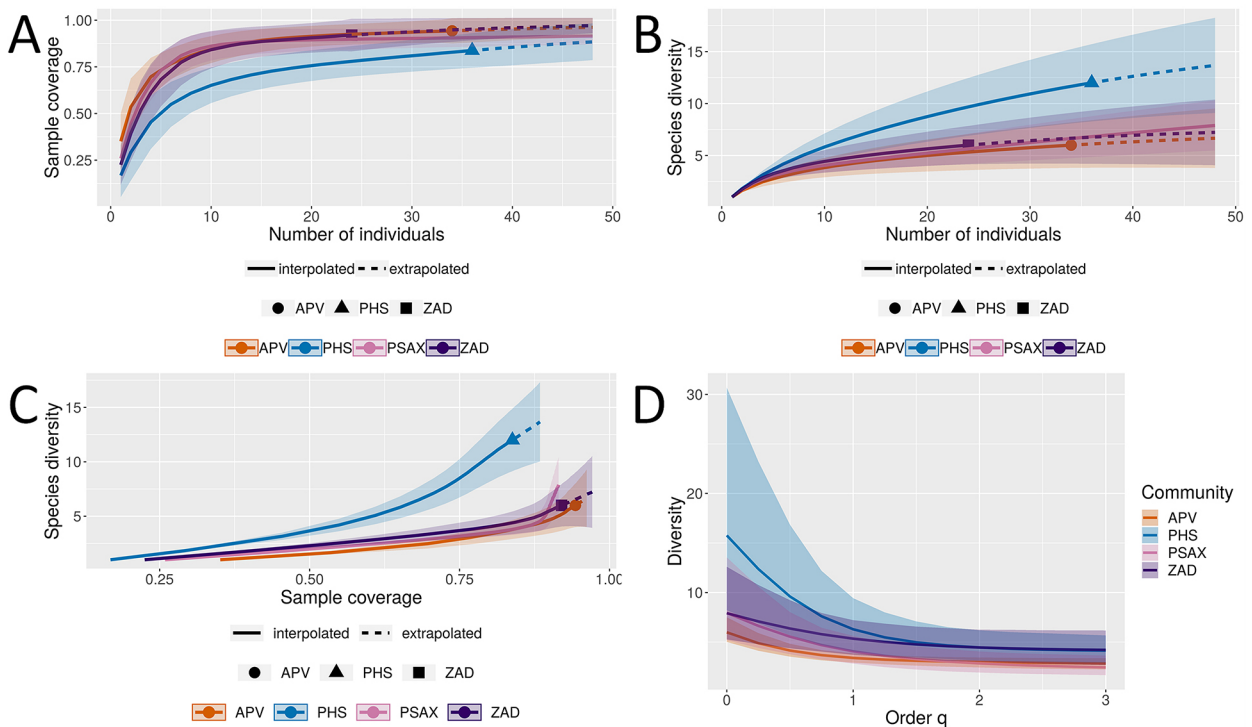 A
Sample coverage
1.00
0.75
0.50
0.25
0 10 20 30 40 50
Number of individuals
interpolated extrapolated
APV PHS ZAD
APV PHS PSAX ZAD
B
Species diversity
15
10
5
0 10 20 30 40 50
Number of individuals
interpolated extrapolated
APV PHS ZAD
APV PHS PSAX ZAD
C
Species diversity
15
10
5
0.25 0.50 0.75 1.00
Sample coverage
interpolated extrapolated
APV PHS ZAD
APV PHS PSAX ZAD
D
Diversity
30
20
10
0 1 2 3
Order q
Community
APV
PHS
PSAX
ZAD